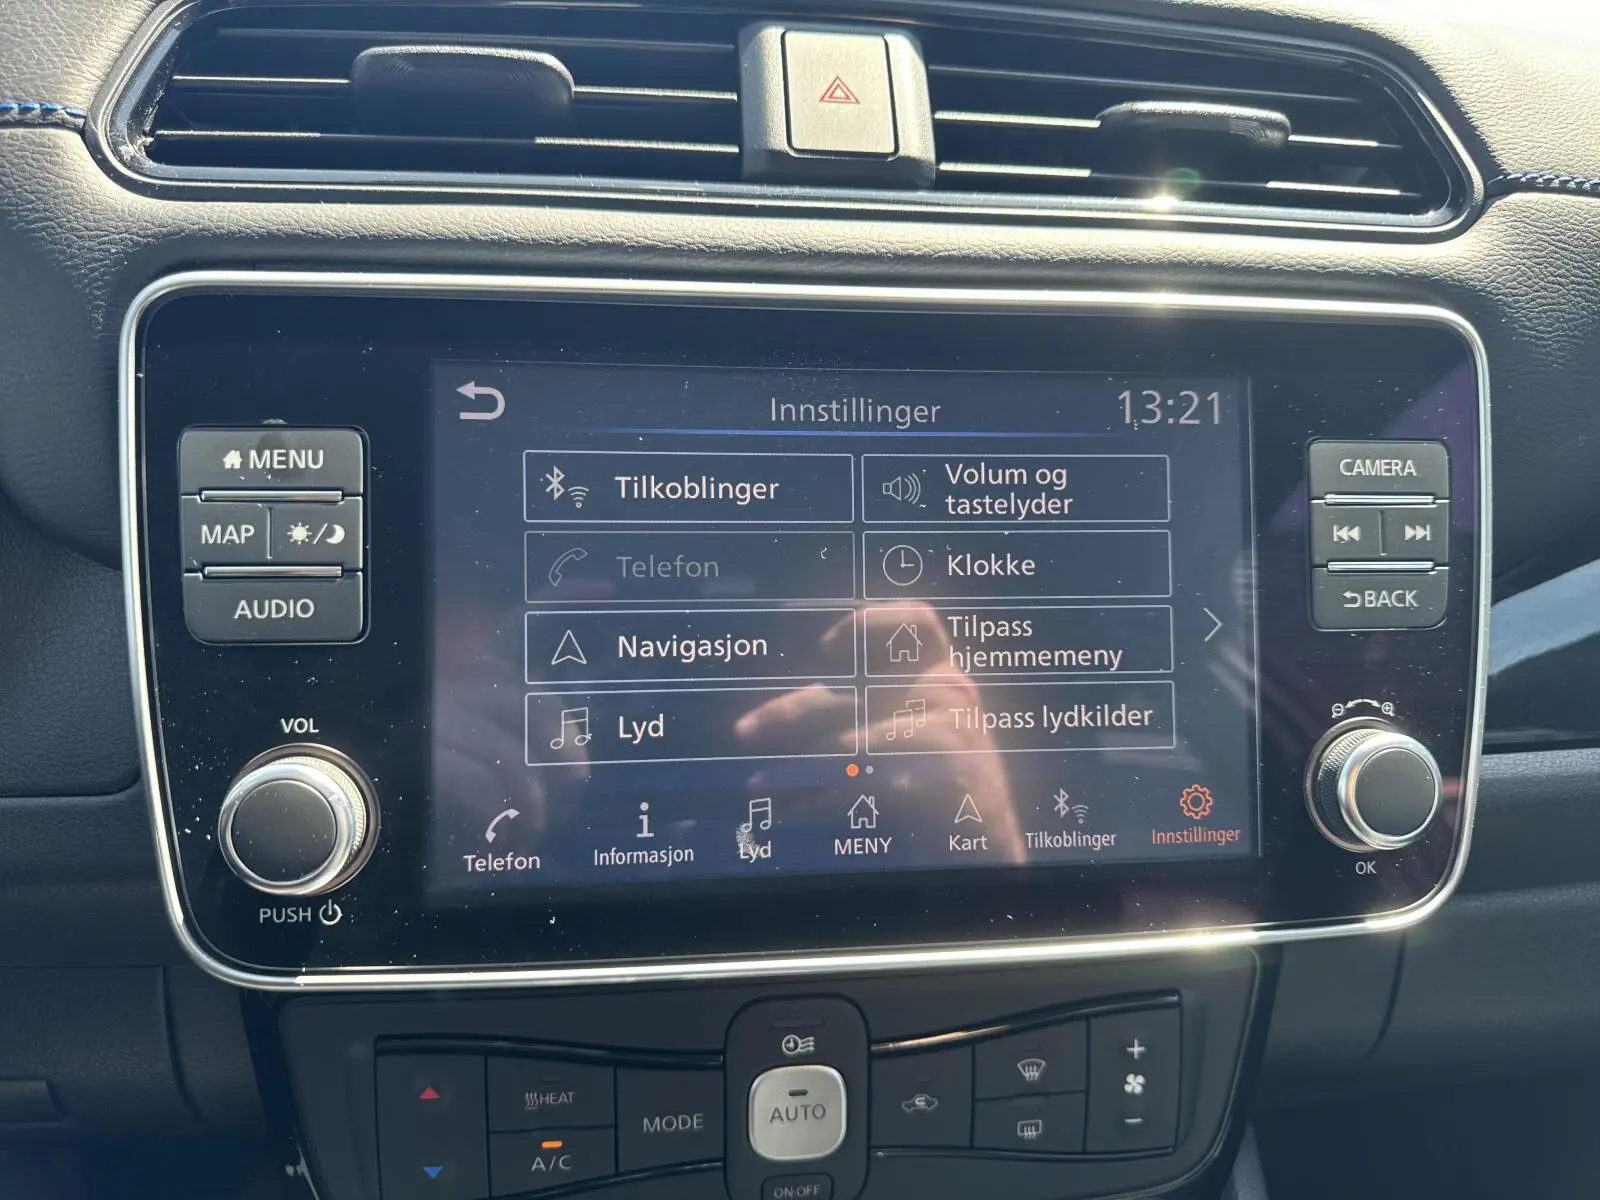 Innstillinger
13:21
MENU
MAP
AUDIO
VOL
PUSH
Tilkoblinger
Volum og
tastelyder
Telefon
Klokke
Navigasjon
Tilpass
hjemmemeny
Lyd
Tilpass lydkilder
Telefon
Informasjon
Lyd
MENY
Kart
Tilkoblinger
Innstillinger
CAMERA
BACK
OK
HEAT
A/C
MODE
AUTO
ON·OFF
+
−